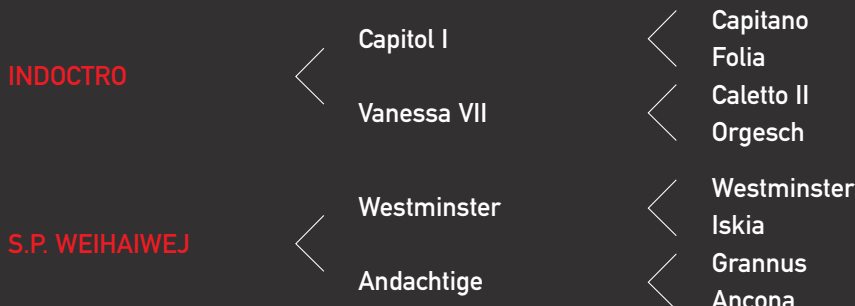 INDOCTRO
Capitol I
Capitano
Folia
Vanessa VII
Caletto II
Orgesch
S.P. WEIHAIWEJ
Westminster
Westminster
Iskia
Andachtige
Grannus
Ancona